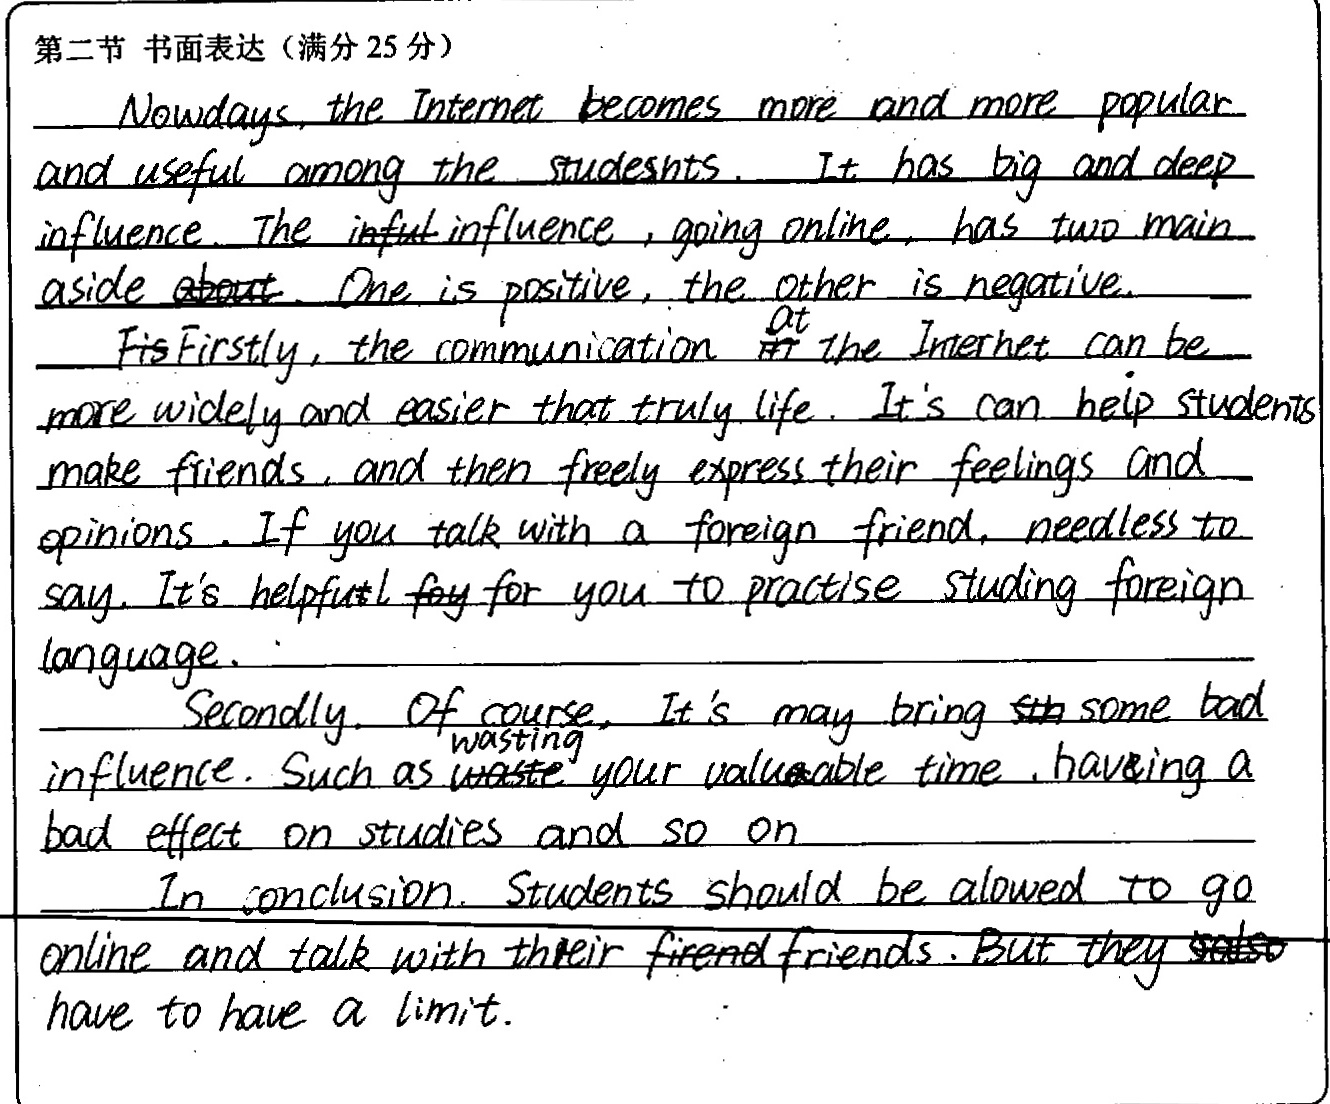 第二节 书面表达（满分 25 分）
Nowdays, the Internet becomes more and more popular
and useful among the studesnts. It has big and deep
influence. The influence, going online, has two main
aside. One is positive, the other is negative.
Firstly, the communication at the Internet can be
more widely and easier that truly life. It's can help students
make friends, and then freely express their feelings and
opinions. If you talk with a foreign friend, needless to
say. It's helpful for you to practise studing foreign
language.
Secondly. Of course, It's may bring some bad
influence. Such as wasting your valuable time, having a
bad effect on studies and so on
In conclusion. Students should be alowed to go
online and talk with their friends. But they
have to have a limit.